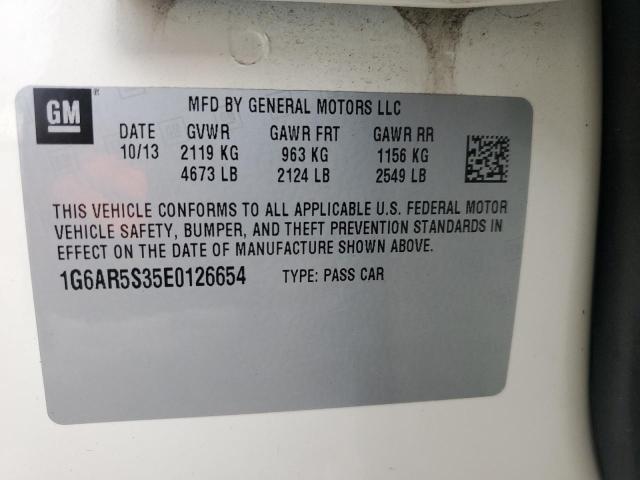 GM
MFD BY GENERAL MOTORS LLC
DATE GVWR GAWR FRT GAWR RR
10/13 2119 KG 963 KG 1156 KG
4673 LB 2124 LB 2549 LB
THIS VEHICLE CONFORMS TO ALL APPLICABLE U.S. FEDERAL MOTOR
VEHICLE SAFETY, BUMPER, AND THEFT PREVENTION STANDARDS IN
EFFECT ON THE DATE OF MANUFACTURE SHOWN ABOVE.
1G6AR5S35E0126654 TYPE: PASS CAR